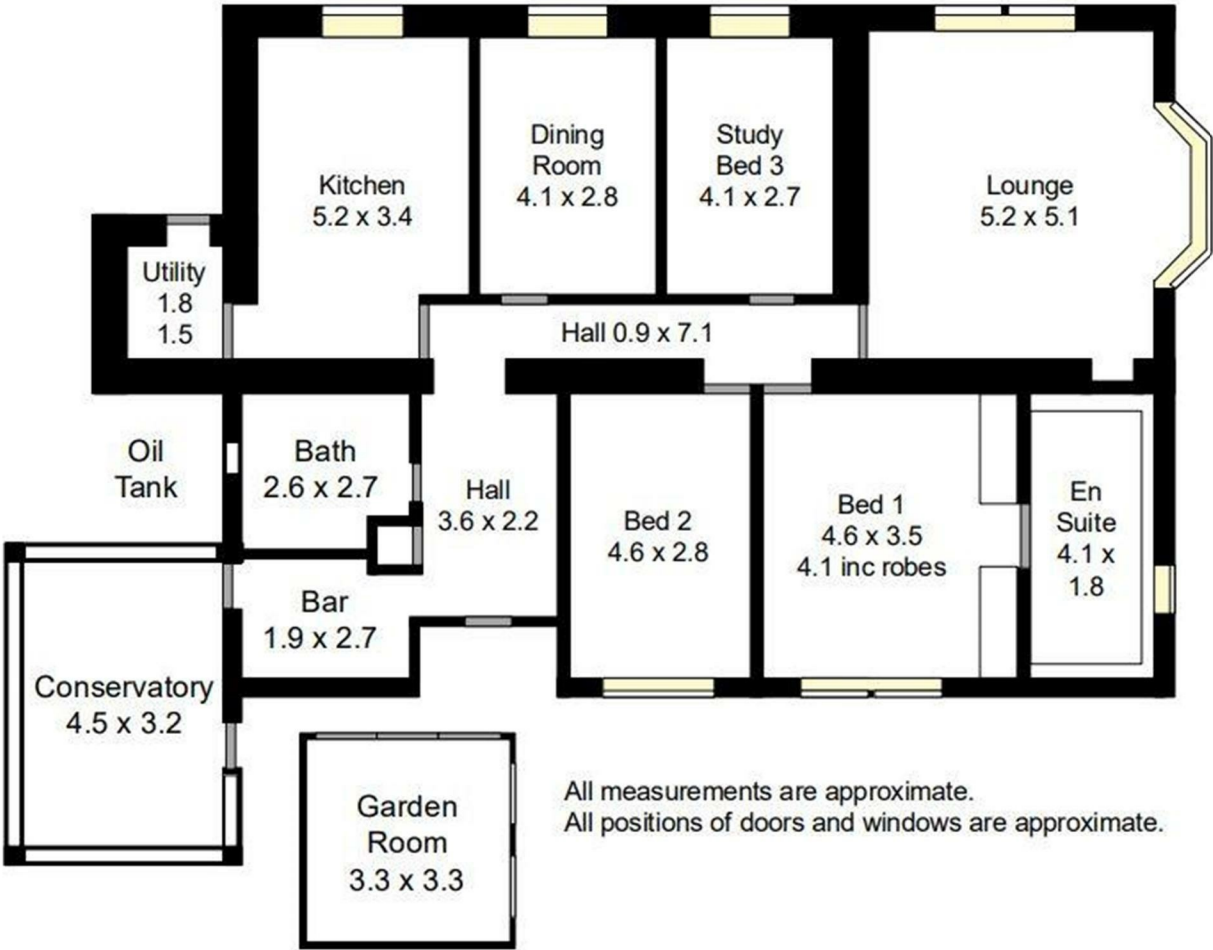 Kitchen
5.2 x 3.4
Dining
Room
4.1 x 2.8
Study
Bed 3
4.1 x 2.7
Lounge
5.2 x 5.1
Utility
1.8
1.5
Hall 0.9 x 7.1
Oil
Tank
Bath
2.6 x 2.7
Hall
3.6 x 2.2
Bed 2
4.6 x 2.8
Bed 1
4.6 x 3.5
4.1 inc robes
En
Suite
4.1 x
1.8
Bar
1.9 x 2.7
Conservatory
4.5 x 3.2
Garden
Room
3.3 x 3.3
All measurements are approximate.
All positions of doors and windows are approximate.